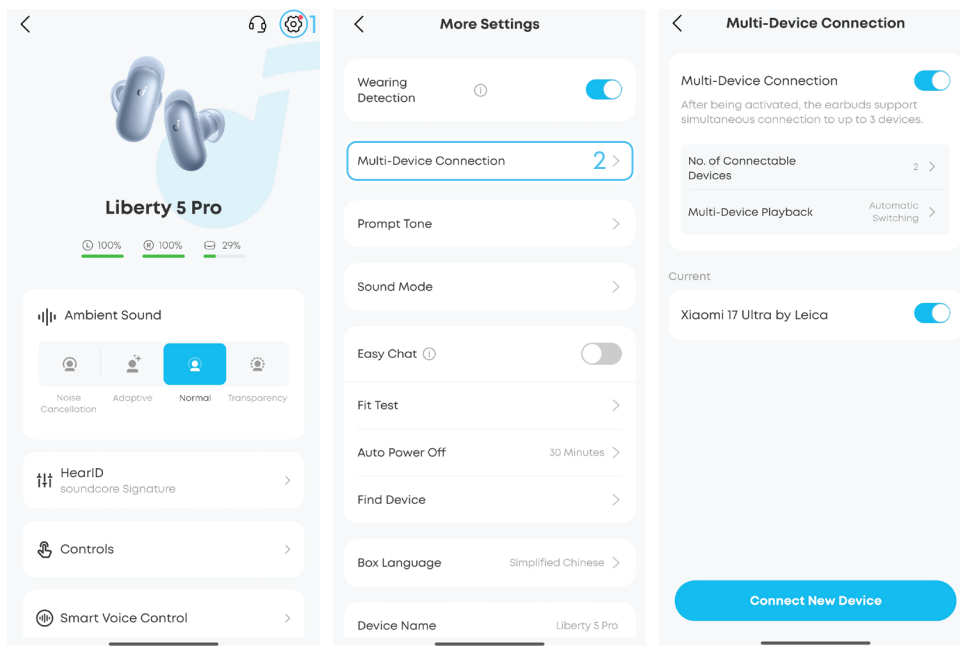 1
Liberty 5 Pro
L 100%
R 100%
29%
Ambient Sound
Noise
Cancellation
Adaptive
Normal
Transparency
HearID
soundcore Signature
Controls
Smart Voice Control
More Settings
Wearing
Detection
Multi-Device Connection 2
Prompt Tone
Sound Mode
Easy Chat
Fit Test
Auto Power Off 30 Minutes
Find Device
Box Language Simplified Chinese
Device Name Liberty 5 Pro
Multi-Device Connection
Multi-Device Connection
After being activated, the earbuds support
simultaneous connection to up to 3 devices.
No. of Connectable
Devices
2
Multi-Device Playback
Automatic
Switching
Current
Xiaomi 17 Ultra by Leica
Connect New Device